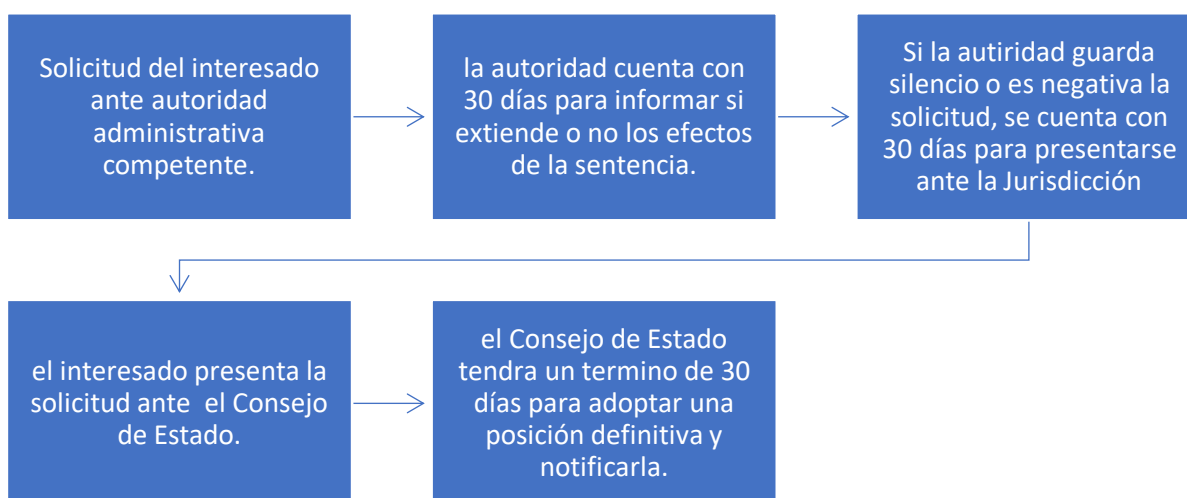 Solicitud del interesado
ante autoridad
administrativa
competente.
la autoridad cuenta con
30 días para informar si
extiende o no los efectos
de la sentencia.
Si la autiridad guarda
silencio o es negativa la
solicitud, se cuenta con
30 días para presentarse
ante la Jurisdicción
el interesado presenta la
solicitud ante el Consejo
de Estado.
el Consejo de Estado
tendra un termino de 30
días para adoptar una
posición definitiva y
notificarla.